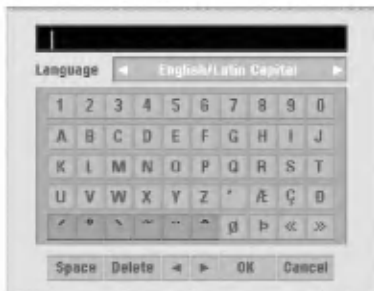 Language ◄ English/Latin Capital ►
1 2 3 4 5 6 7 8 9 0
A B C D E F G H I J
K L M N O P Q R S T
U V W X Y Z ´ Æ Ç Ð
´ ° ` ~ ¨ ^ Ø Þ « »
Space Delete ◄ ► OK Cancel